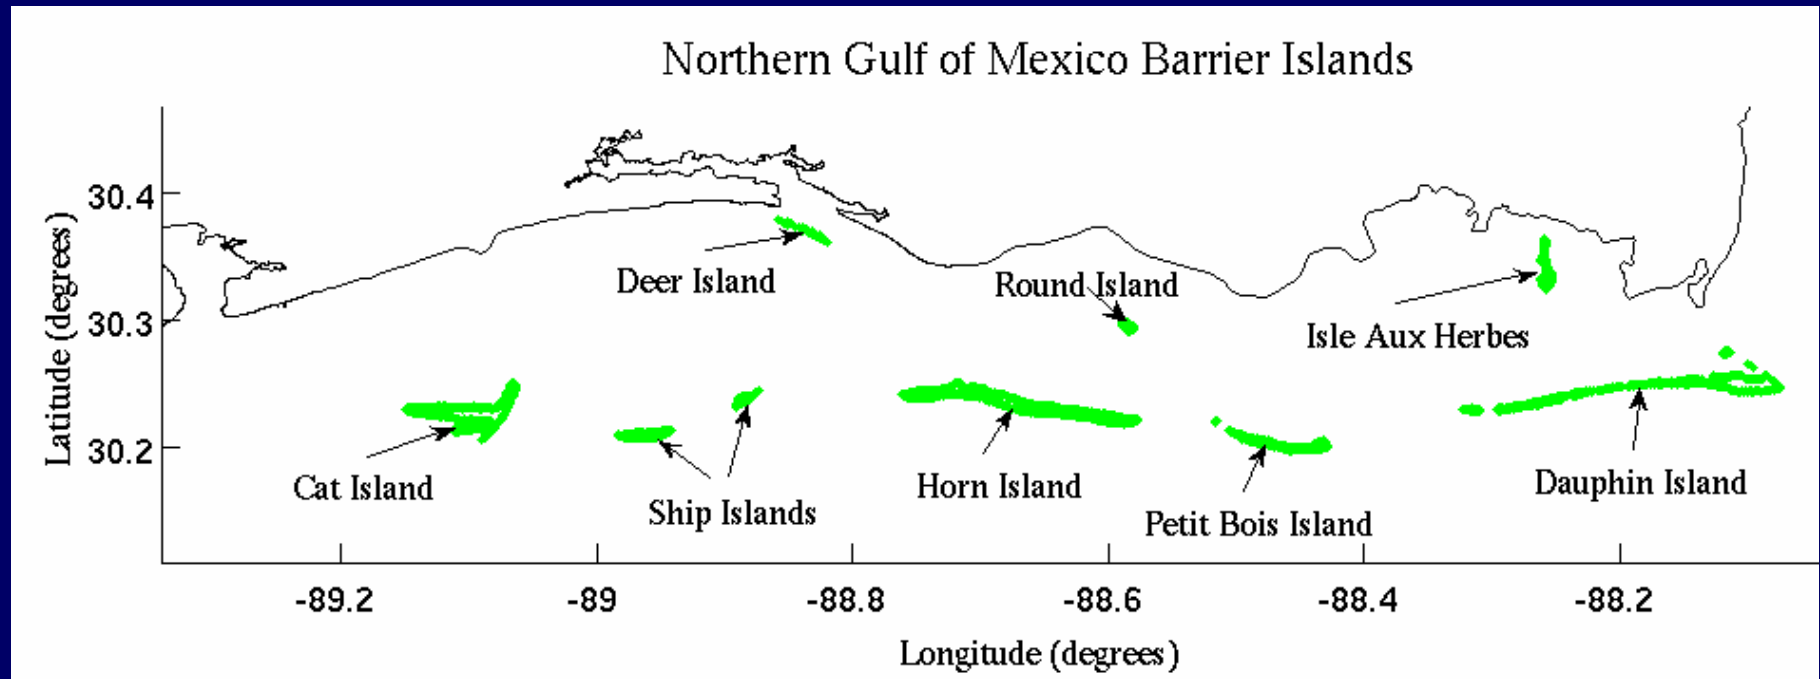 Northern Gulf of Mexico Barrier Islands
Latitude (degrees)
30.4
30.3
30.2
Deer Island
Round Island
Isle Aux Herbes
Cat Island
Ship Islands
Horn Island
Petit Bois Island
Dauphin Island
-89.2 -89 -88.8 -88.6 -88.4 -88.2
Longitude (degrees)